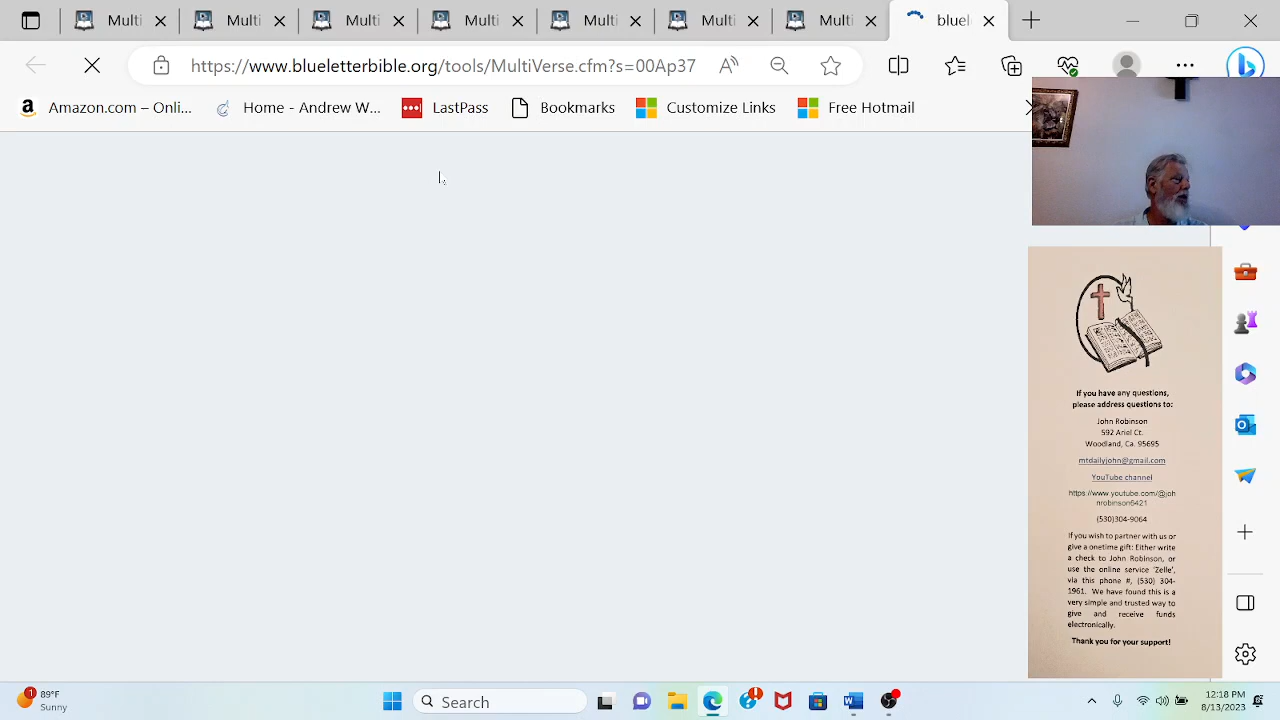 Multi
Multi
Multi
Multi
Multi
Multi
Multi
bluel
https://www.blueletterbible.org/tools/MultiVerse.cfm?s=00Ap37
Amazon.com – Onli...
Home - Andrew W...
LastPass
Bookmarks
Customize Links
Free Hotmail
If you have any questions,
please address questions to:
John Robinson
592 Ariel Ct.
Woodland, Ca. 95695
mtdailyjohn@gmail.com
YouTube channel
https://www.youtube.com/@joh
nrobinson6421
(530)304-9064
If you wish to partner with us or
give a onetime gift: Either write
a check to John Robinson, or
use the online service 'Zelle',
via this phone #, (530) 304-
1961. We have found this is a
very simple and trusted way to
give and receive funds
electronically.
Thank you for your support!
1
89°F
Sunny
Search
12:18 PM
8/13/2023